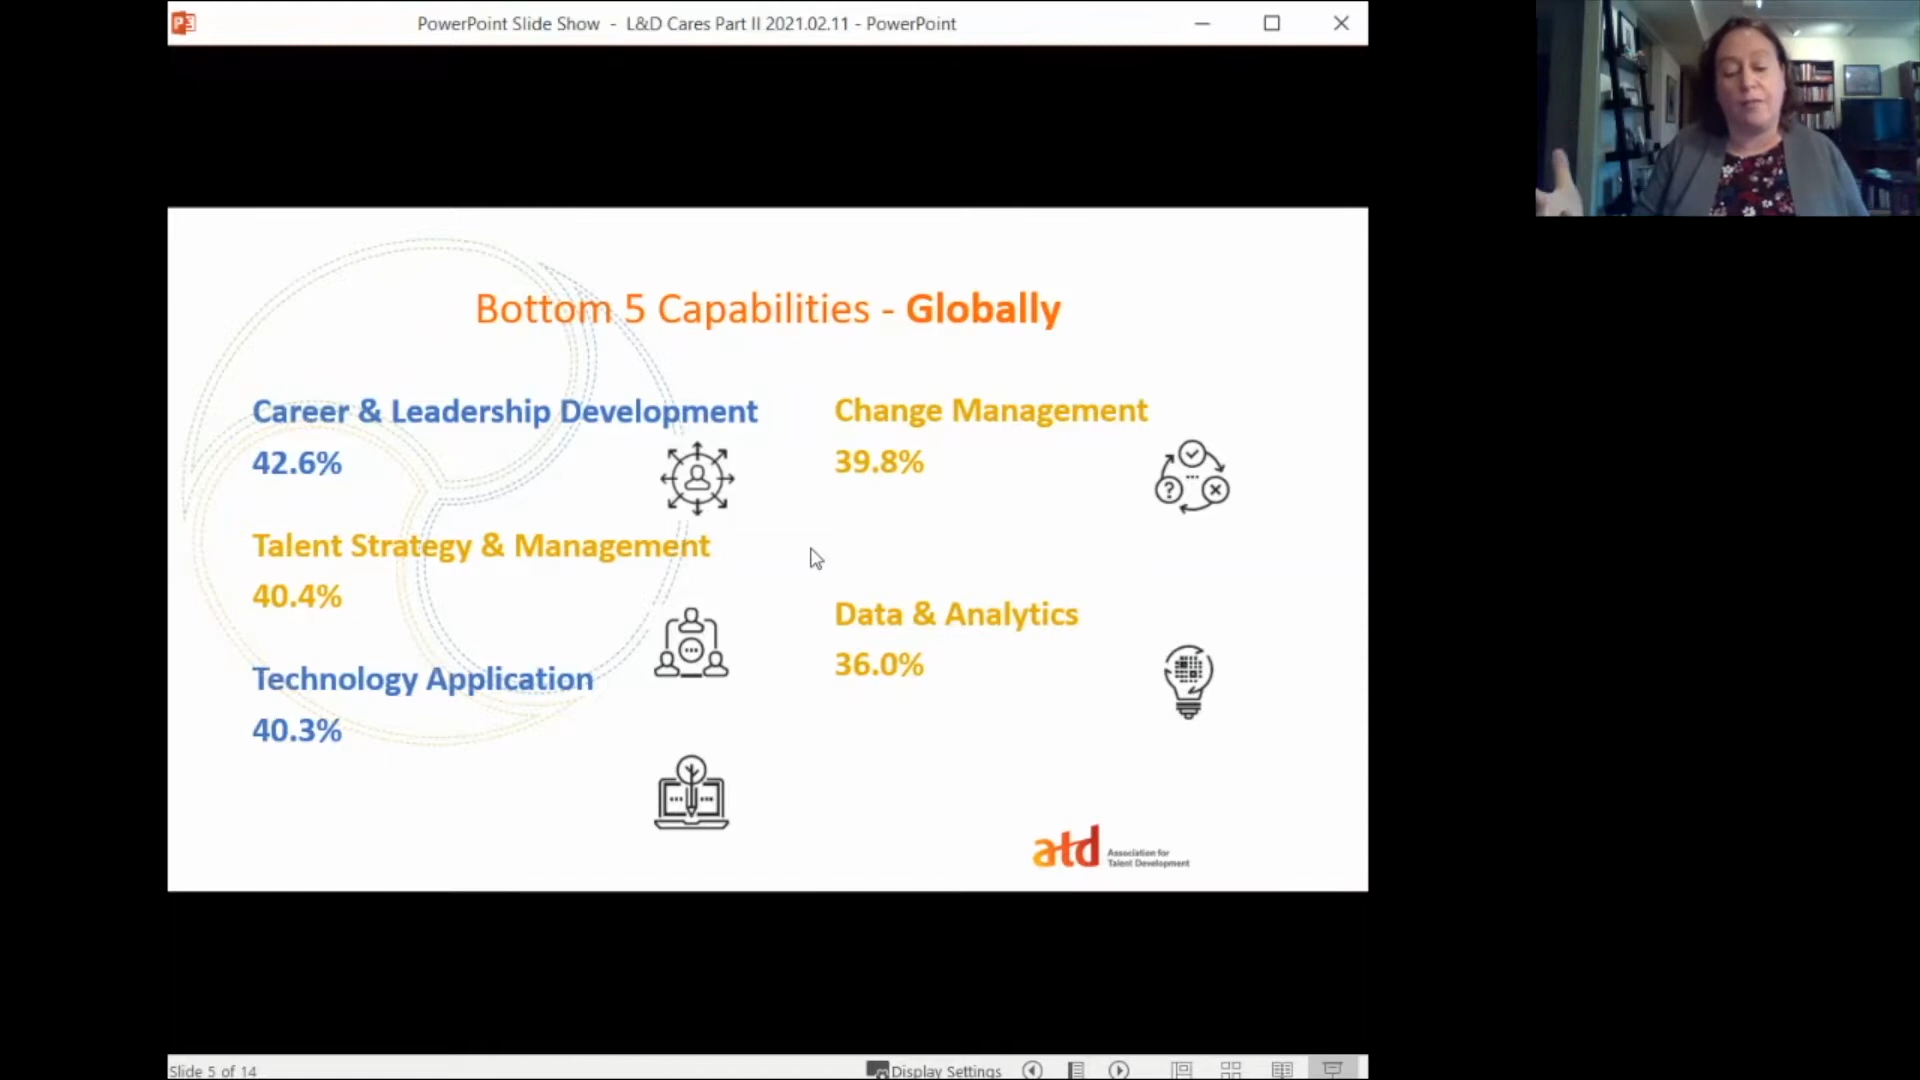 PowerPoint Slide Show - L&D Cares Part II 2021.02.11 - PowerPoint
Bottom 5 Capabilities - Globally
Career & Leadership Development
42.6%
Talent Strategy & Management
40.4%
Technology Application
40.3%
Change Management
39.8%
Data & Analytics
36.0%
atd
Association for
Talent Development
Slide 5 of 14
Display Settings